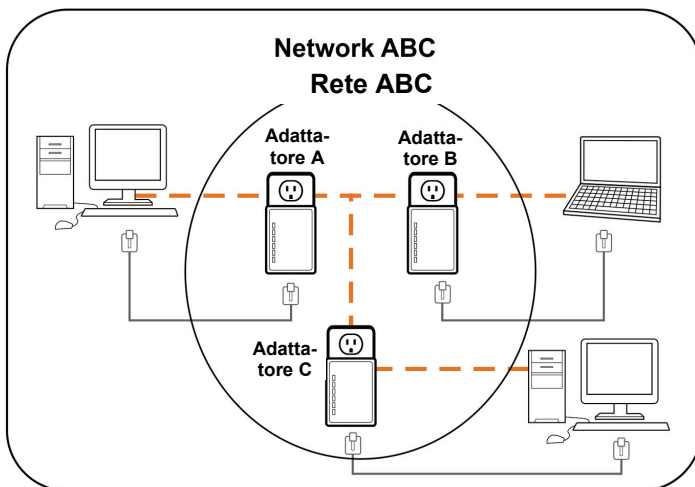 Network ABC
Rete ABC
Adatta-
tore A
Adatta-
tore B
Adatta-
tore C